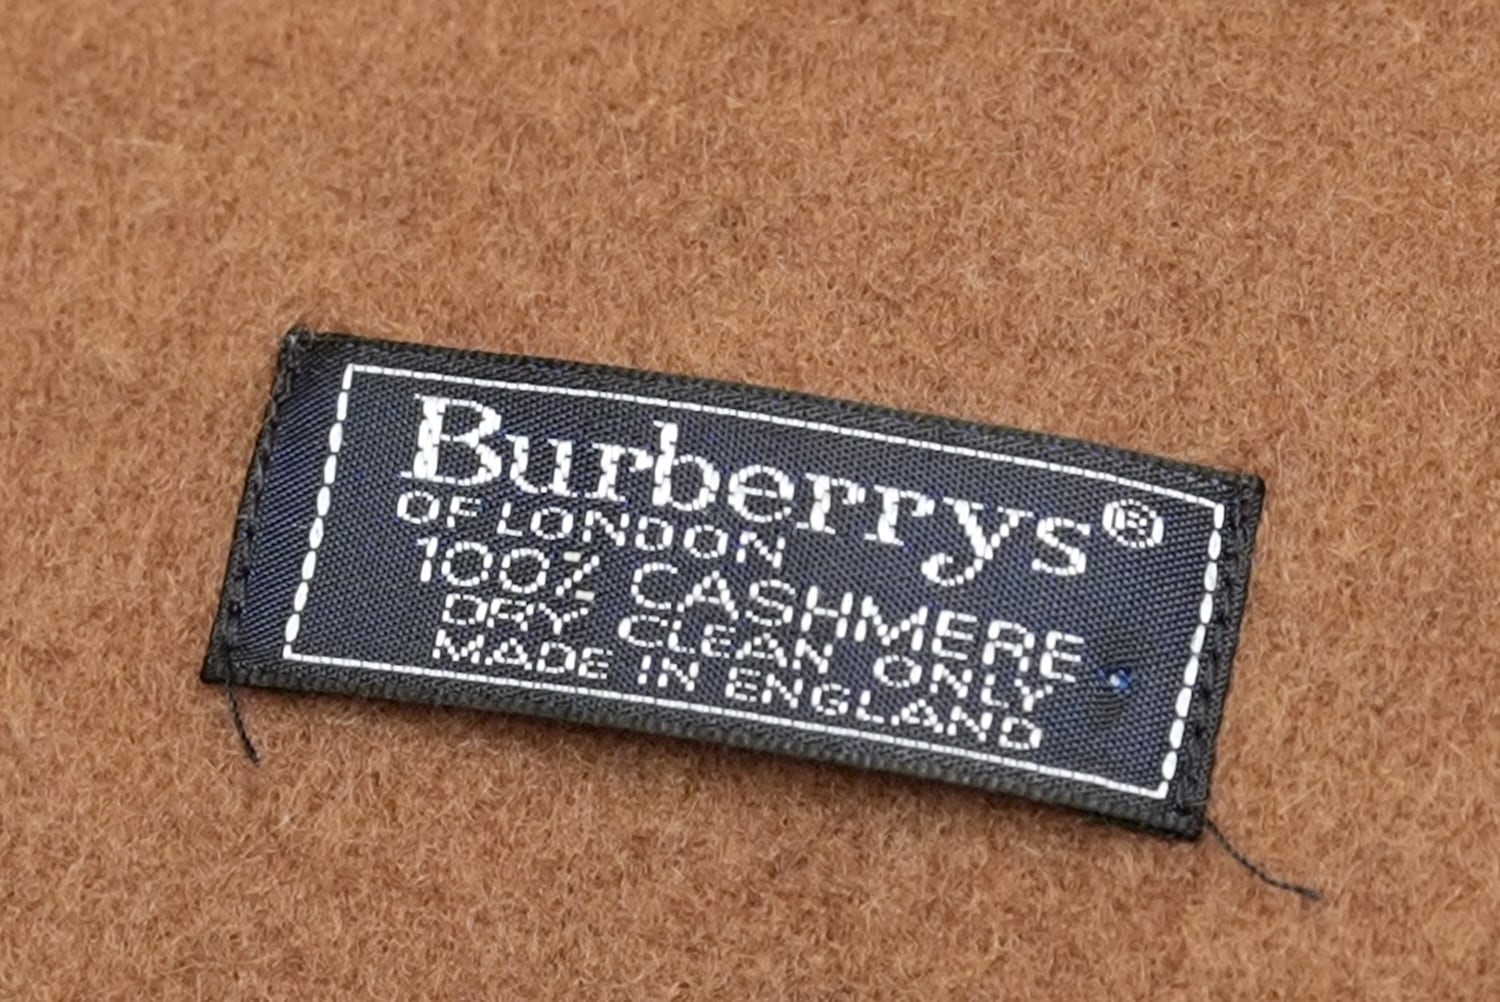 Burberrys®
OF LONDON
100% CASHMERE
DRY CLEAN ONLY
MADE IN ENGLAND